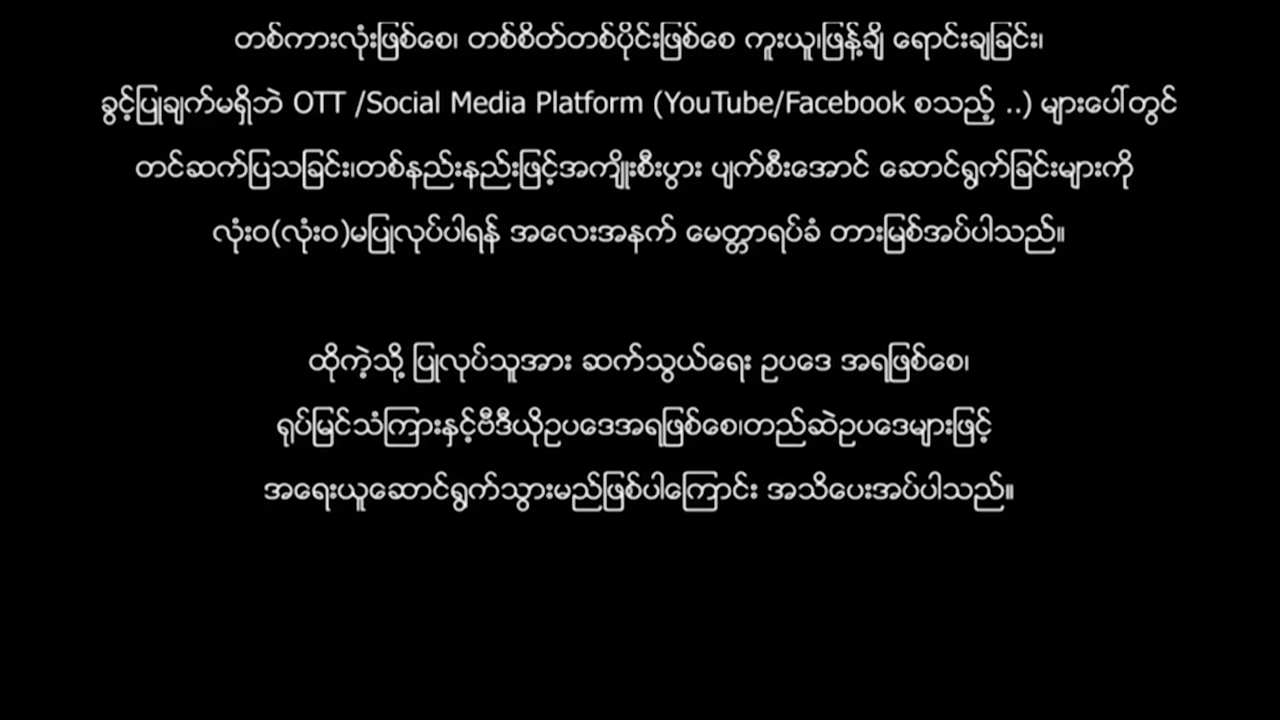 တစ်ကားလုံးဖြစ်စေ၊ တစ်စိတ်တစ်ပိုင်းဖြစ်စေ ကူးယူ၊ဖြန့်ချိ ရောင်းချခြင်း၊
ခွင့်ပြုချက်မရှိဘဲ OTT /Social Media Platform (YouTube/Facebook စသည့် ..) များပေါ်တွင်
တင်ဆက်ပြသခြင်း၊တစ်နည်းနည်းဖြင့်အကျိုးစီးပွား ပျက်စီးအောင် ဆောင်ရွက်ခြင်းများကို
လုံးဝ(လုံးဝ)မပြုလုပ်ပါရန် အလေးအနက် မေတ္တာရပ်ခံ တားမြစ်အပ်ပါသည်။
ထိုကဲ့သို့ ပြုလုပ်သူအား ဆက်သွယ်ရေး ဥပဒေ အရဖြစ်စေ၊
ရုပ်မြင်သံကြားနှင့်ဗီဒီယိုဥပဒေအရဖြစ်စေ၊တည်ဆဲဥပဒေများဖြင့်
အရေးယူဆောင်ရွက်သွားမည်ဖြစ်ပါကြောင်း အသိပေးအပ်ပါသည်။